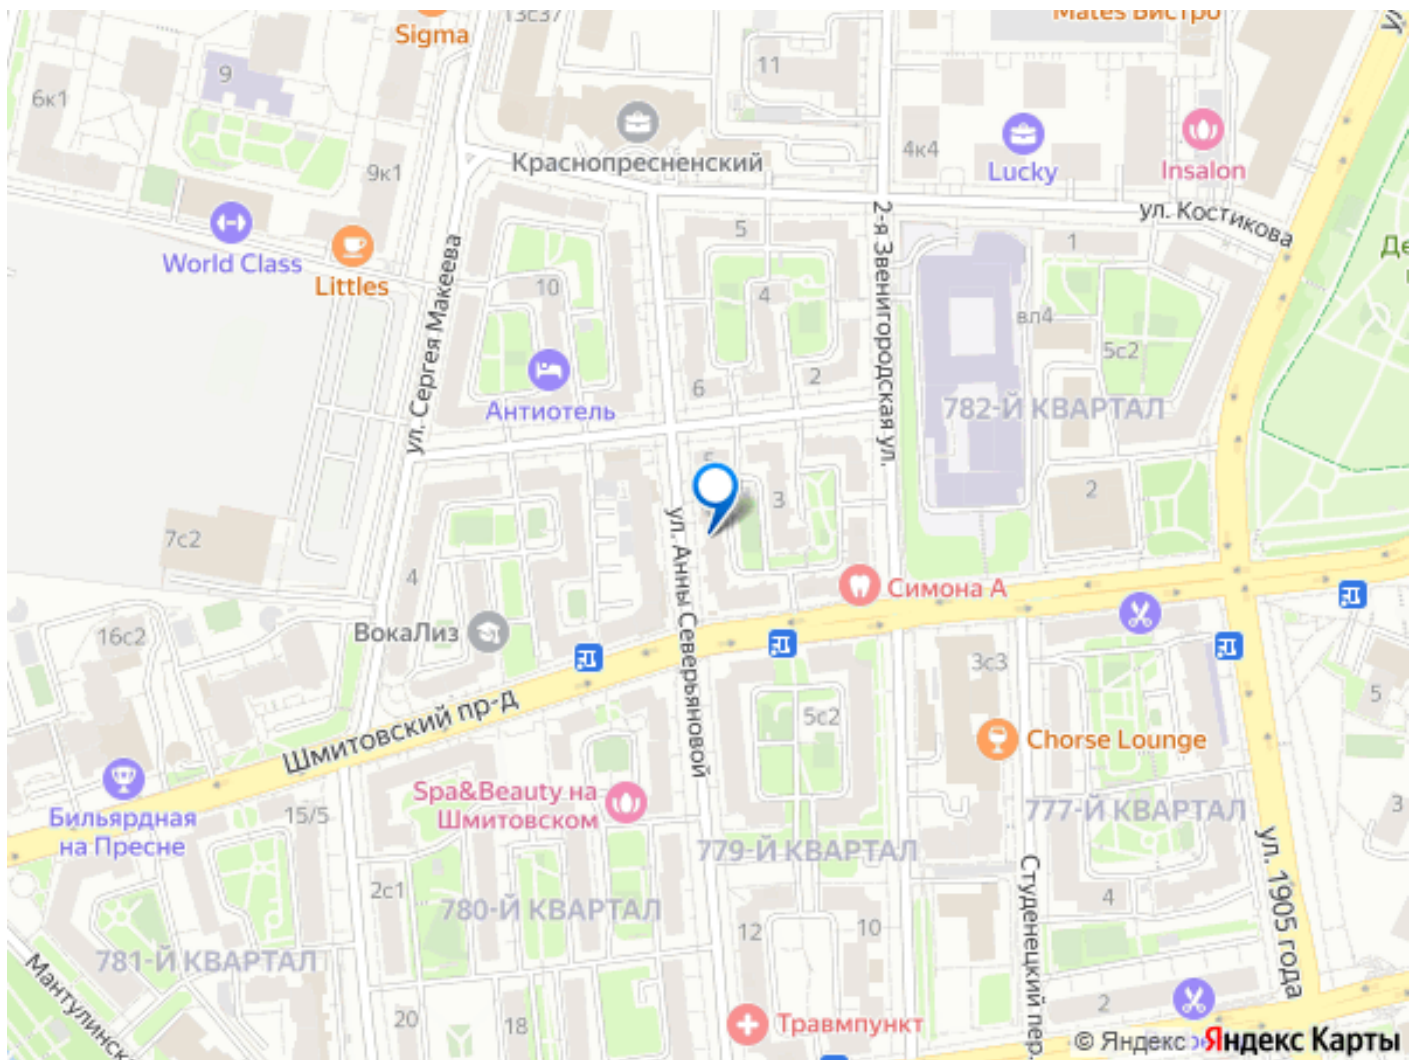 13с37
Sigma
Mates Бистро
9
11
6к1
Краснопресненский
4к4
Lucky
Insalon
9к1
ул. Костикова
2-я Звенигородская ул.
World Class
Littles
ул. Сергея Макеева
5
1
10
4
вл4
5с2
Антиотель
6
2
782-Й КВАРТАЛ
3
2
7с2
ул. Анны Северьяновой
4
Симона А
ВокаЛиз
16с2
3с3
5
Шмитовский пр-д
5с2
Chorse Lounge
Spa&Beauty на
Шмитовском
Бильярдная
на Пресне
15/5
777-Й КВАРТАЛ
3
779-Й КВАРТАЛ
ул. 1905 года
Студенецкий пер.
2с1
4
780-Й КВАРТАЛ
12
10
781-Й КВАРТАЛ
2
20
18
Травмпункт
© Яндекс Яндекс Карты